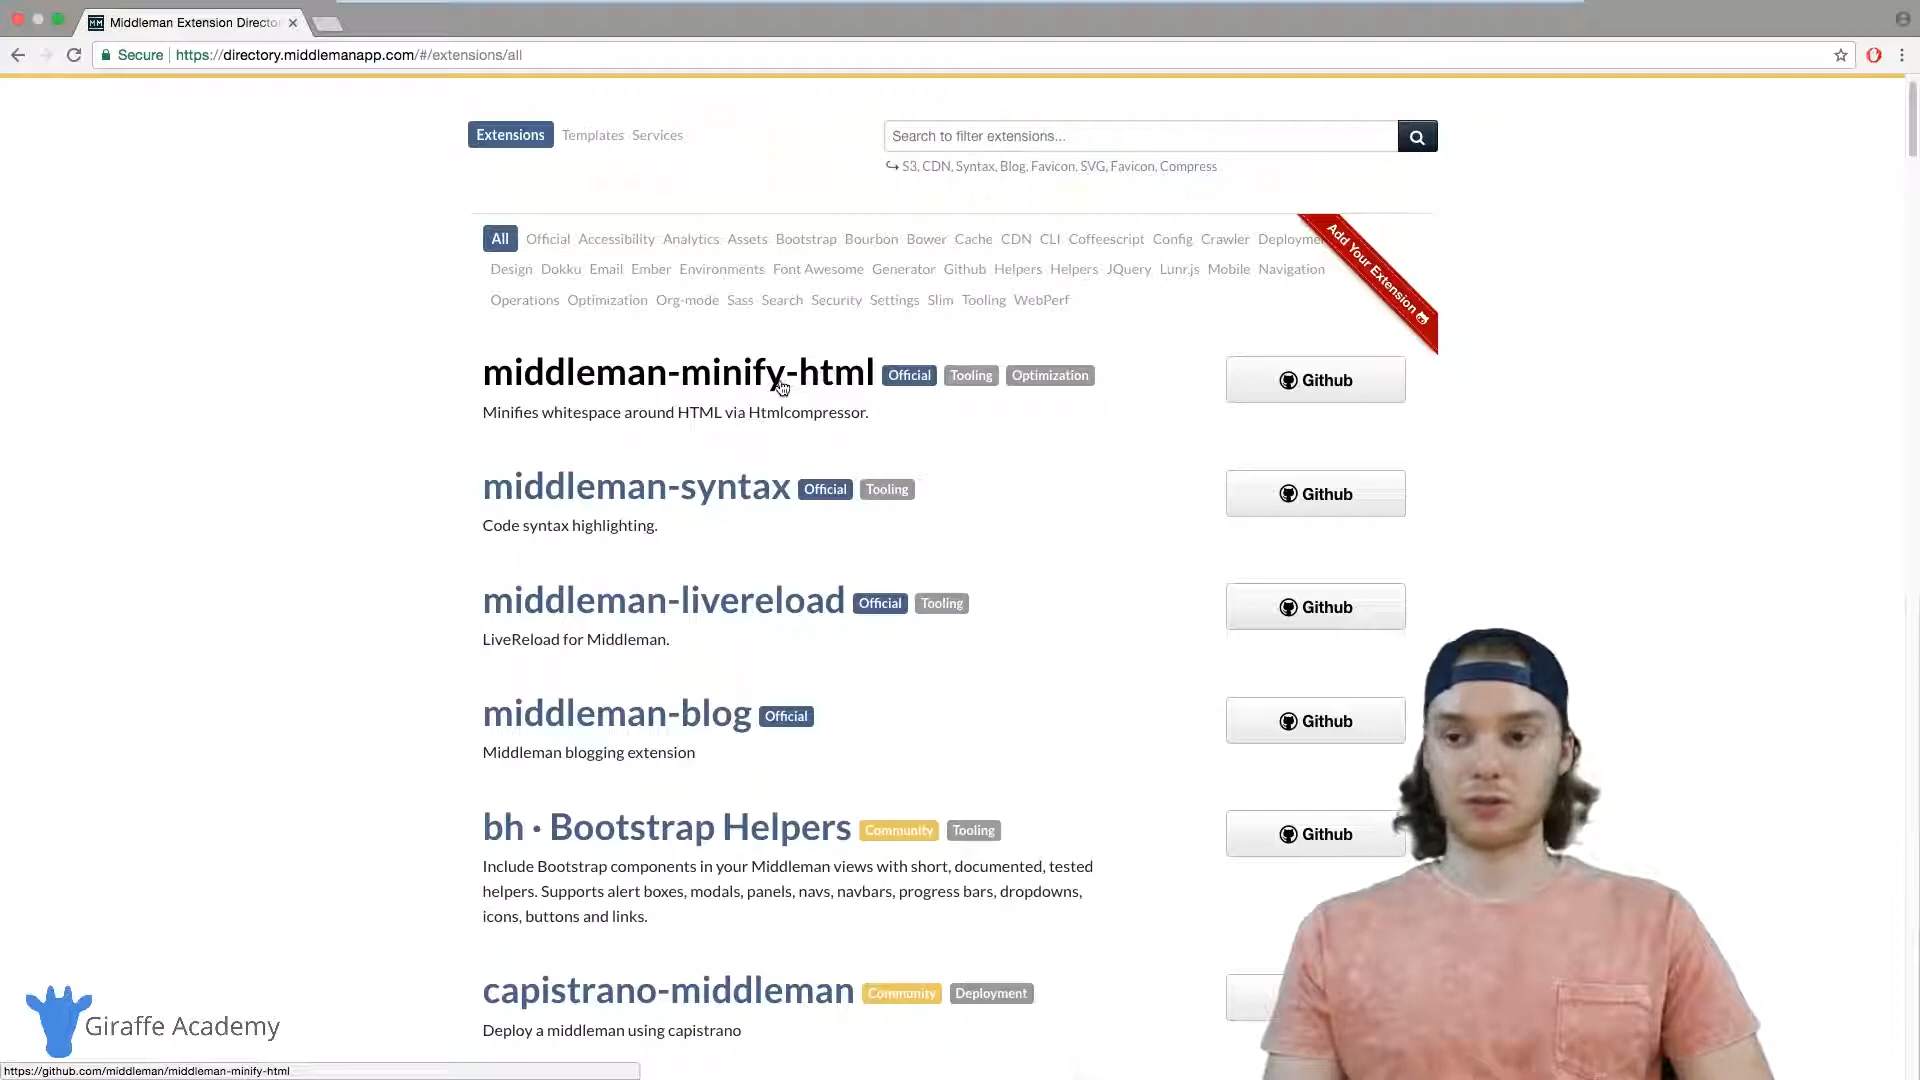 Middleman Extension Directo
Secure https://directory.middlemanapp.com/#/extensions/all
Extensions Templates Services
Search to filter extensions...
S3, CDN, Syntax, Blog, Favicon, SVG, Favicon, Compress
All Official Accessibility Analytics Assets Bootstrap Bourbon Bower Cache CDN CLI Coffeescript Config Crawler Deployme
Design Dokku Email Ember Environments Font Awesome Generator Github Helpers Helpers JQuery Lunr.js Mobile Navigation
Operations Optimization Org-mode Sass Search Security Settings Slim Tooling WebPerf
Add Your Extension
middleman-minify-html Official Tooling Optimization
Github
Minifies whitespace around HTML via Htmlcompressor.
middleman-syntax Official Tooling
Github
Code syntax highlighting.
middleman-livereload Official Tooling
Github
LiveReload for Middleman.
middleman-blog Official
Github
Middleman blogging extension
bh · Bootstrap Helpers Community Tooling
Github
Include Bootstrap components in your Middleman views with short, documented, tested
helpers. Supports alert boxes, modals, panels, navs, navbars, progress bars, dropdowns,
icons, buttons and links.
capistrano-middleman Community Deployment
Deploy a middleman using capistrano
Giraffe Academy
https://github.com/middleman/middleman-minify-html